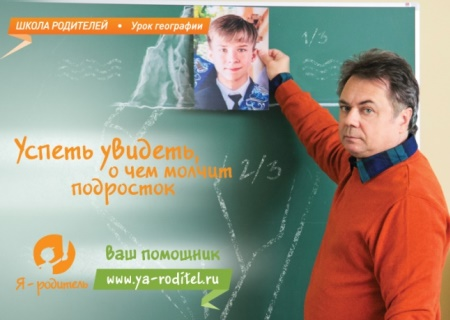 ШКОЛА РОДИТЕЛЕЙ • Урок географии
1/3
Успеть увидеть,
о чем молчит
подросток
2/3
ваш помощник
Я - родитель
www.ya-roditel.ru